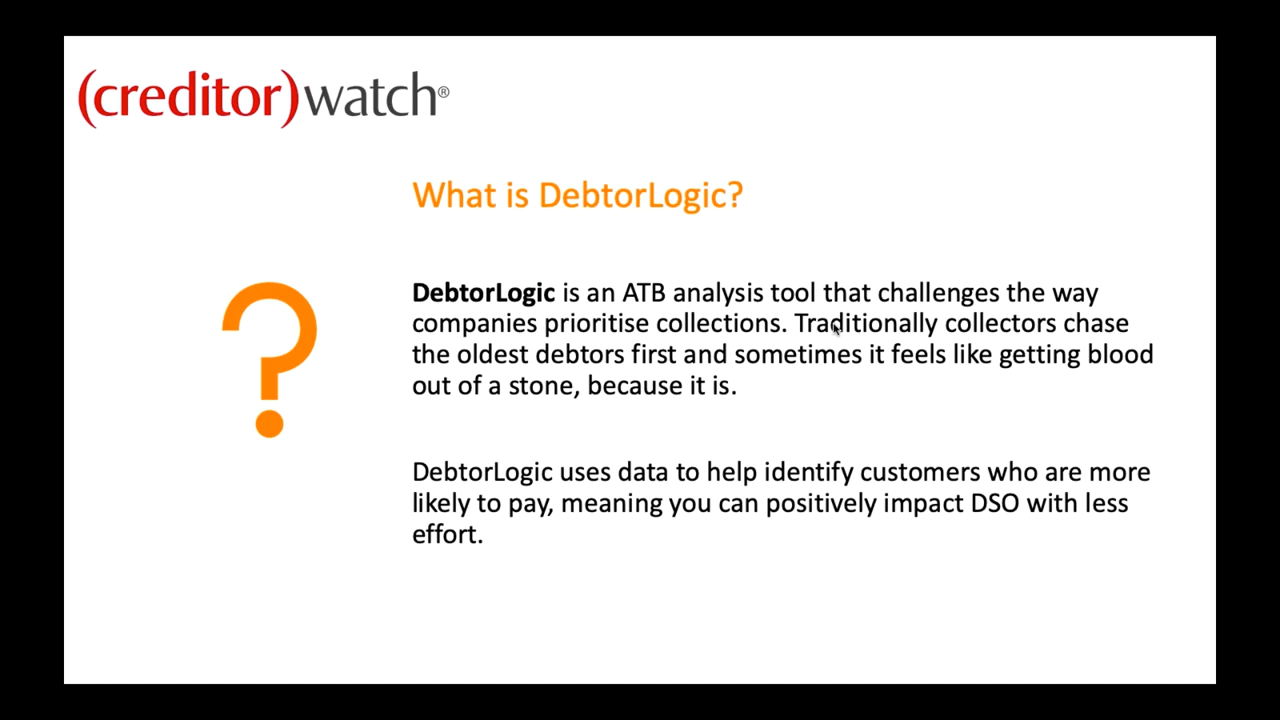 (creditor)watch®
What is DebtorLogic?
DebtorLogic is an ATB analysis tool that challenges the way
companies prioritise collections. Traditionally collectors chase
the oldest debtors first and sometimes it feels like getting blood
out of a stone, because it is.
DebtorLogic uses data to help identify customers who are more
likely to pay, meaning you can positively impact DSO with less
effort.